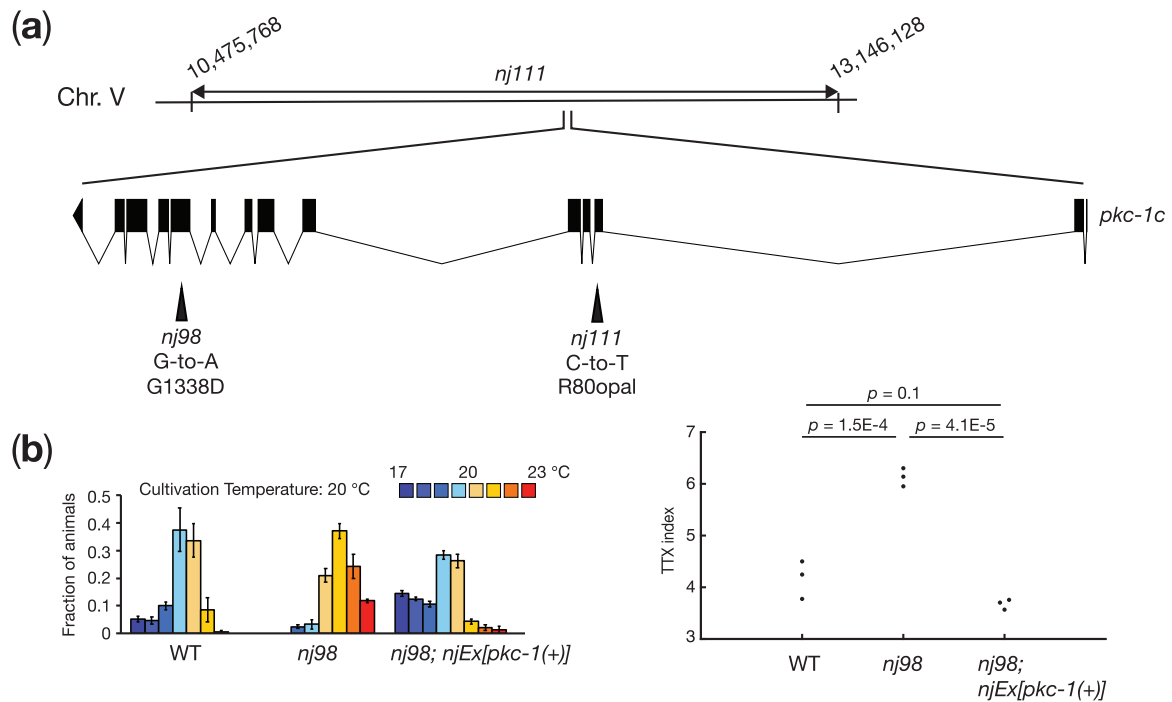 (a)
10,475,768
13,146,128
nj111
Chr. V
pkc-1c
nj98
G-to-A
G1338D
nj111
C-to-T
R80opal
(b)
Cultivation Temperature: 20 °C
17 20 23 °C
Fraction of animals
0.5
0.4
0.3
0.2
0.1
0
WT
nj98
nj98; njEx[pkc-1(+)]
p = 0.1
p = 1.5E-4
p = 4.1E-5
TTX index
7
6
5
4
3
WT
nj98
nj98;
njEx[pkc-1(+)]